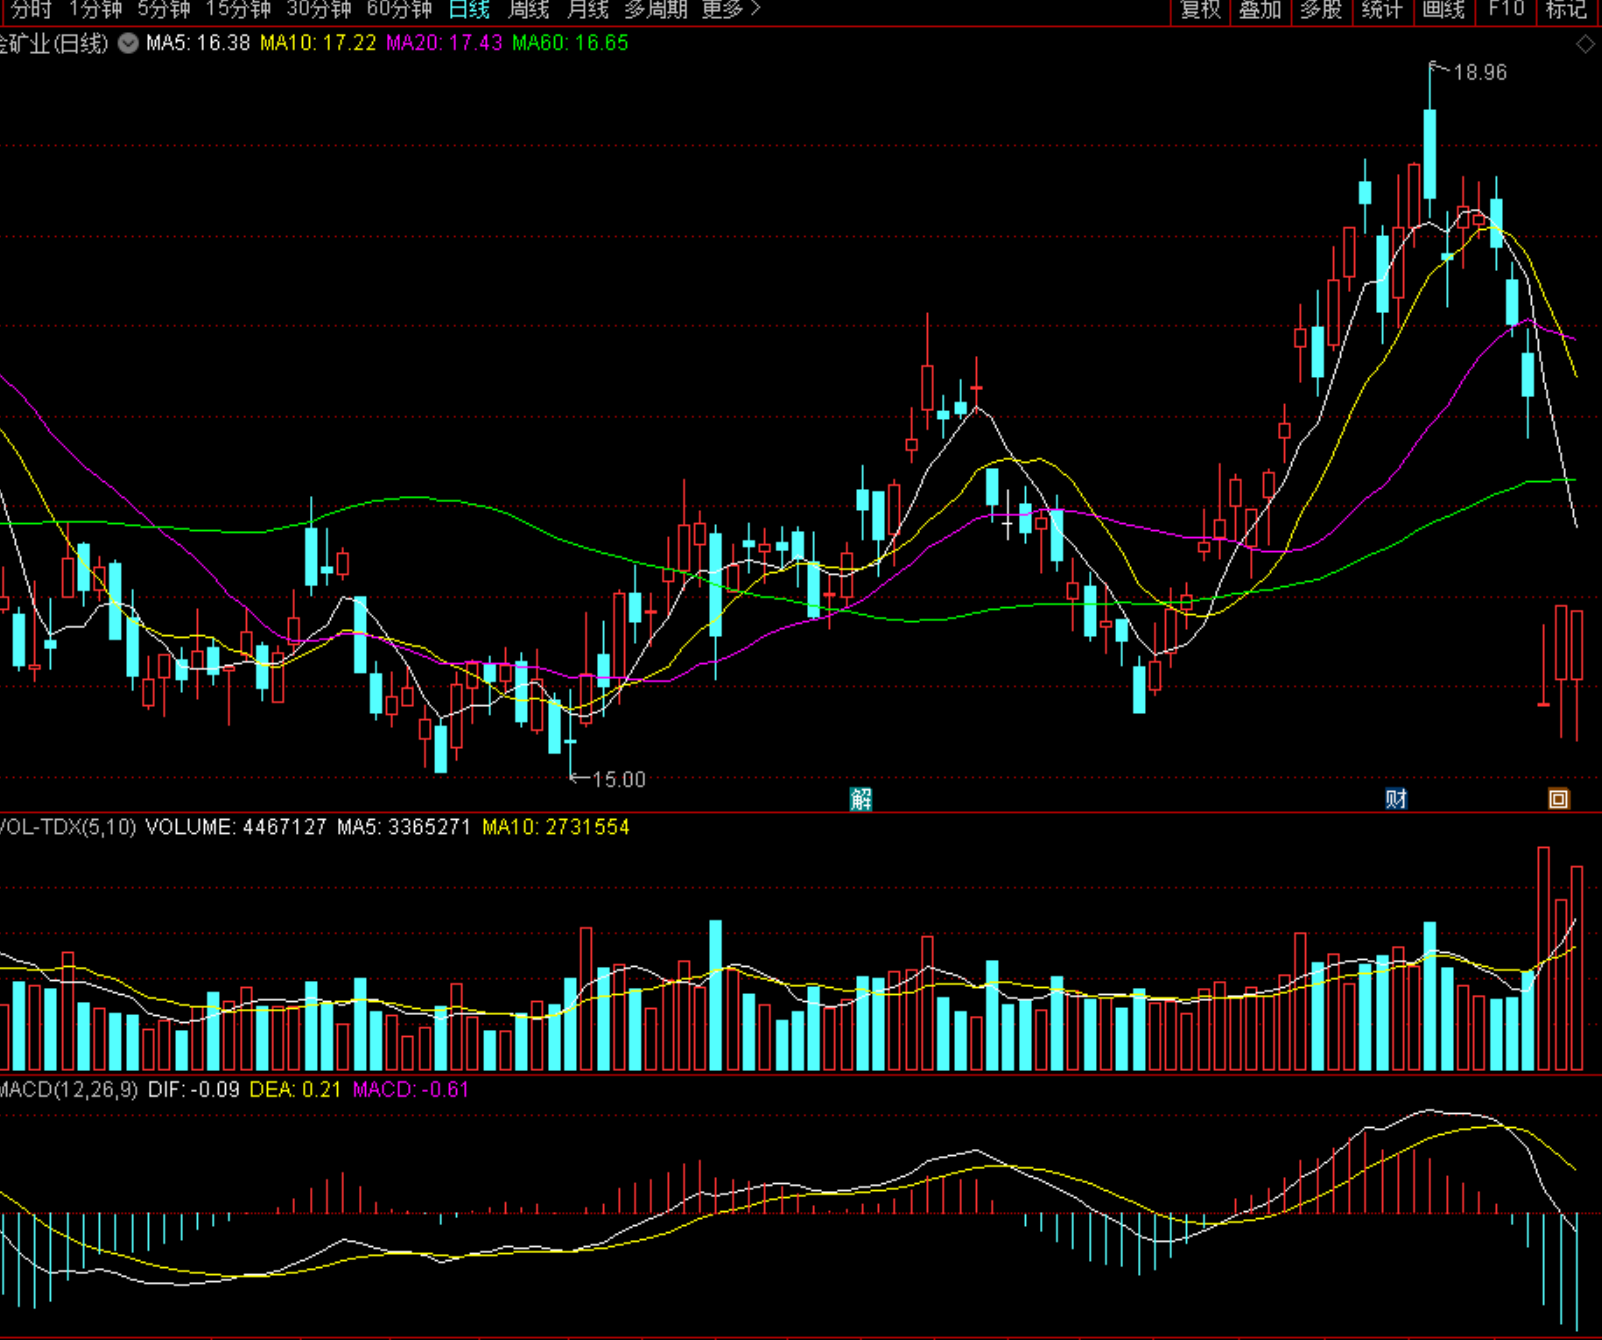 分时 1分钟 5分钟 15分钟 30分钟 60分钟 日线 周线 月线 多周期 更多 > 复权 叠加 多股 统计 画线 F10 标记
金矿业(日线) MA5: 16.38 MA10: 17.22 MA20: 17.43 MA60: 16.65
18.96
15.00
解 财 回
VOL-TDX(5,10) VOLUME: 4467127 MA5: 3365271 MA10: 2731554
MACD(12,26,9) DIF: -0.09 DEA: 0.21 MACD: -0.61